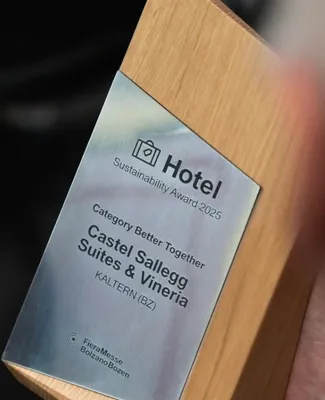 Hotel
Sustainability Award 2025
Category Better Together
Castel Sallegg
Suites & Vineria
KALTERN (BZ)
FieraMesse
BolzanoBozen